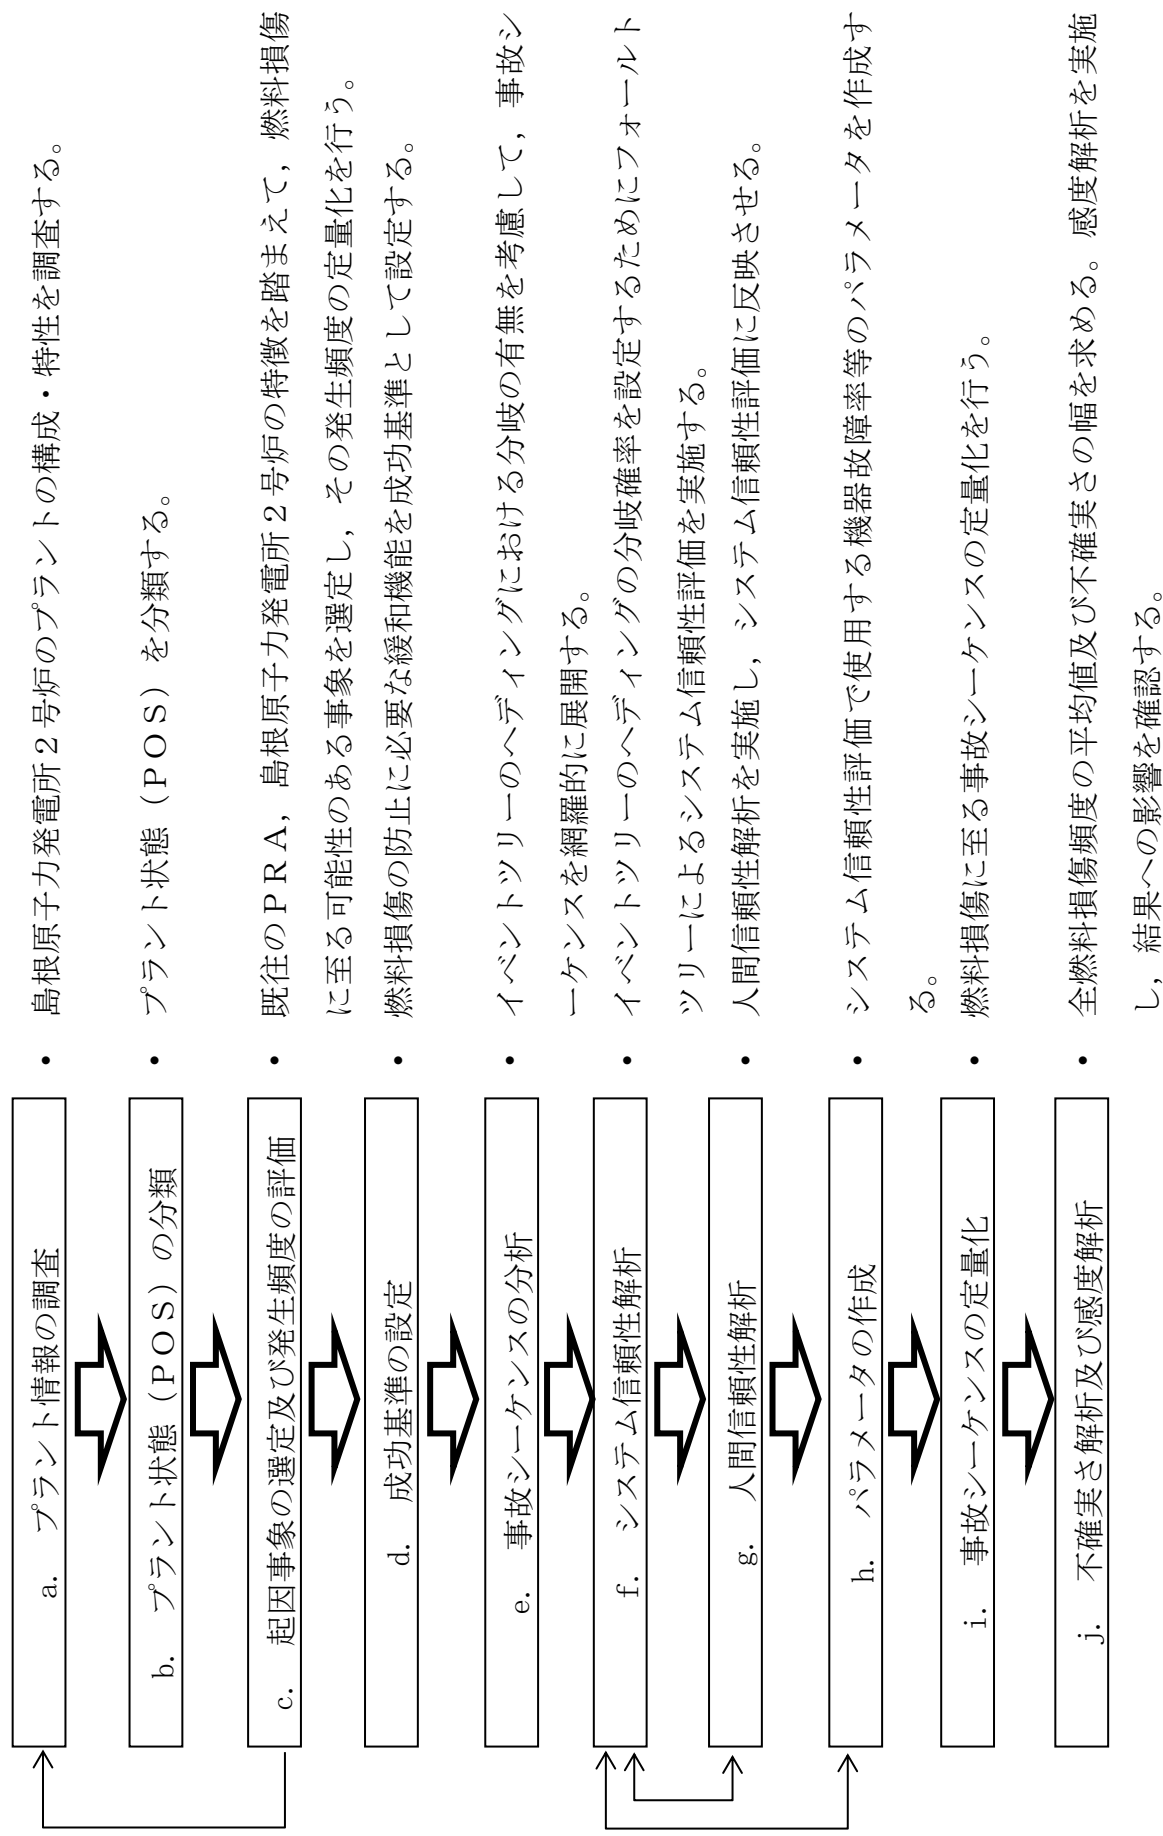 a. プラント情報の調査
・ 島根原子力発電所２号炉のプラントの構成・特性を調査する。
b. プラント状態（ＰＯＳ）の分類
・ プラント状態（ＰＯＳ）を分類する。
c. 起因事象の選定及び発生頻度の評価
・ 既往のＰＲＡ，島根原子力発電所２号炉の特徴を踏まえて，燃料損傷
に至る可能性のある事象を選定し，その発生頻度の定量化を行う。
d. 成功基準の設定
・ 燃料損傷の防止に必要な緩和機能を成功基準として設定する。
e. 事故シーケンスの分析
・ イベントツリーのヘディングにおける分岐の有無を考慮して，事故シ
ーケンスを網羅的に展開する。
f. システム信頼性解析
・ イベントツリーのヘディングの分岐確率を設定するためにフォールト
ツリーによるシステム信頼性評価を実施する。
g. 人間信頼性解析
・ 人間信頼性解析を実施し，システム信頼性評価に反映させる。
h. パラメータの作成
・ システム信頼性評価で使用する機器故障率等のパラメータを作成す
る。
i. 事故シーケンスの定量化
・ 燃料損傷に至る事故シーケンスの定量化を行う。
j. 不確実さ解析及び感度解析
・ 全燃料損傷頻度の平均値及び不確実さの幅を求める。感度解析を実施
し，結果への影響を確認する。